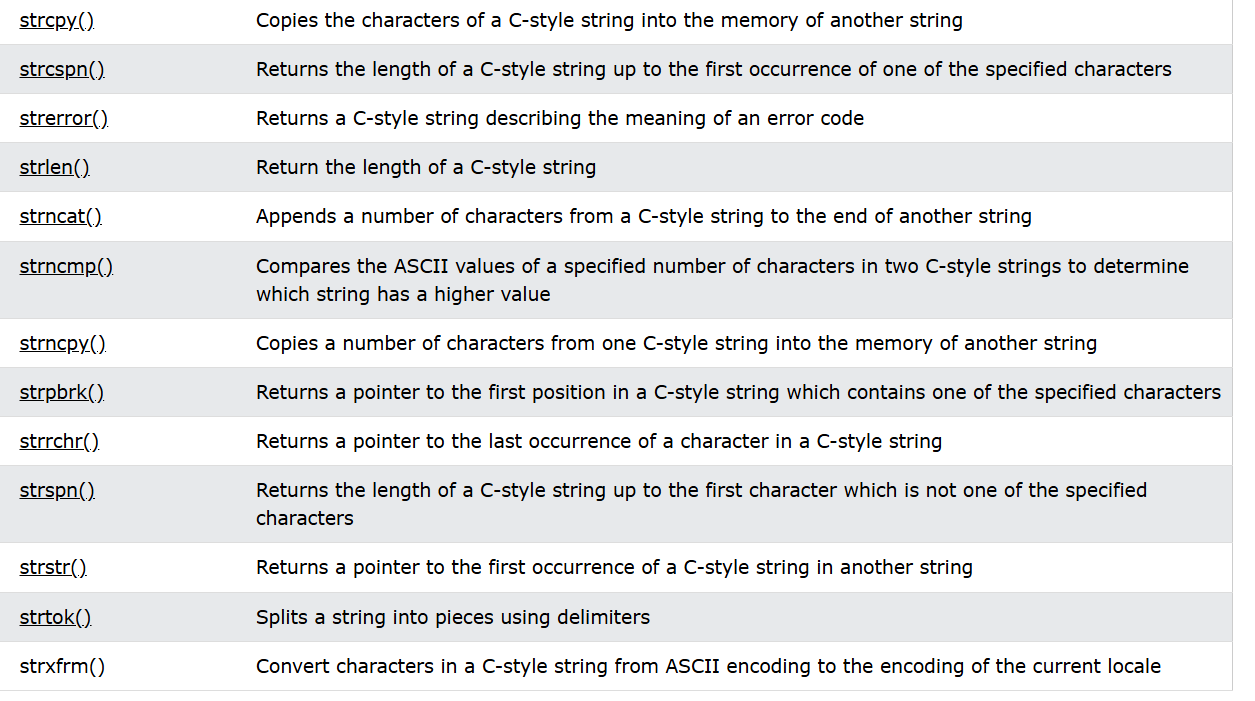 strcpy() Copies the characters of a C-style string into the memory of another string
strcspn() Returns the length of a C-style string up to the first occurrence of one of the specified characters
strerror() Returns a C-style string describing the meaning of an error code
strlen() Return the length of a C-style string
strncat() Appends a number of characters from a C-style string to the end of another string
strncmp() Compares the ASCII values of a specified number of characters in two C-style strings to determine
which string has a higher value
strncpy() Copies a number of characters from one C-style string into the memory of another string
strpbrk() Returns a pointer to the first position in a C-style string which contains one of the specified characters
strrchr() Returns a pointer to the last occurrence of a character in a C-style string
strspn() Returns the length of a C-style string up to the first character which is not one of the specified
characters
strstr() Returns a pointer to the first occurrence of a C-style string in another string
strtok() Splits a string into pieces using delimiters
strxfrm() Convert characters in a C-style string from ASCII encoding to the encoding of the current locale